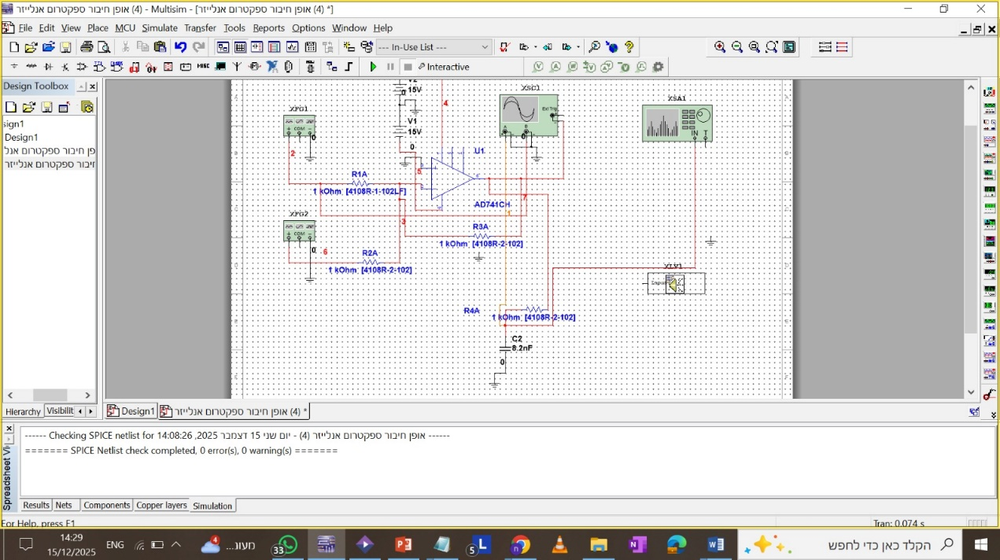 אופן חיבור ספקטרום אנלייזר (4) - Multisim - [אופן חיבור ספקטרום אנלייזר (4) *]
File Edit View Place MCU Simulate Transfer Tools Reports Options Window Help
--- In-Use List ---
Interactive
Design Toolbox
sign1
Design1
פן חיבור ספקטרום אנל
זיבור ספקטרום אנלייזר
V2
15V
0
4
V1
15V
0
XFG1
COM
0
2
XSC1
Ext Trig
A
B
0
XSA1
IN T
U1
5
R1A
1 kOhm [4108R-1-102LF]
AD741CH
7
1
3
XFG2
COM
0
6
R3A
1 kOhm [4108R-2-102]
R2A
1 kOhm [4108R-2-102]
XLV1
Input
R4A
1 kOhm [4108R-2-102]
C2
8.2nF
0
Hierarchy Visibilit
Design1 אופן חיבור ספקטרום אנלייזר (4) *
------ Checking SPICE netlist for אופן חיבור ספקטרום אנלייזר (4) - יום שני 15 דצמבר 2025, 14:08:26 ------
======= SPICE Netlist check completed, 0 error(s), 0 warning(s) =======
Spreadsheet Vi
Results Nets Components Copper layers Simulation
For Help, press F1
Tran: 0.074 s
14:29
15/12/2025
ENG
4
מעונ...
33
5
הקלד כאן כדי לחפש